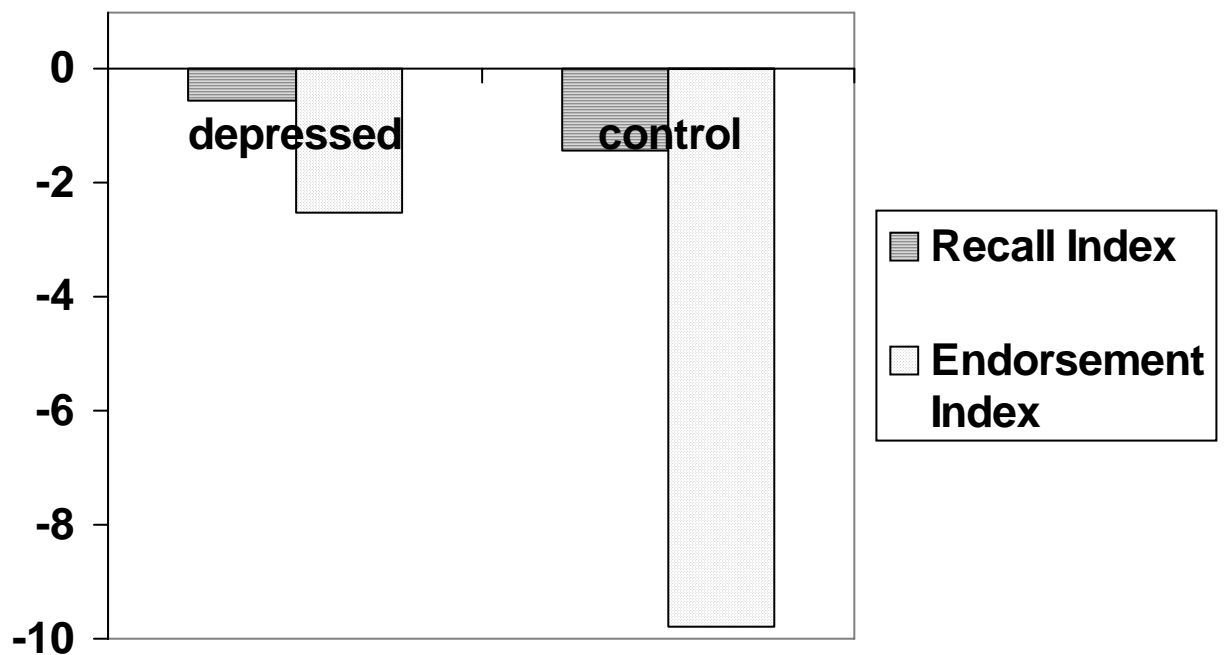 0
depressed
control
-2
-4
-6
-8
-10
Recall Index
Endorsement
Index